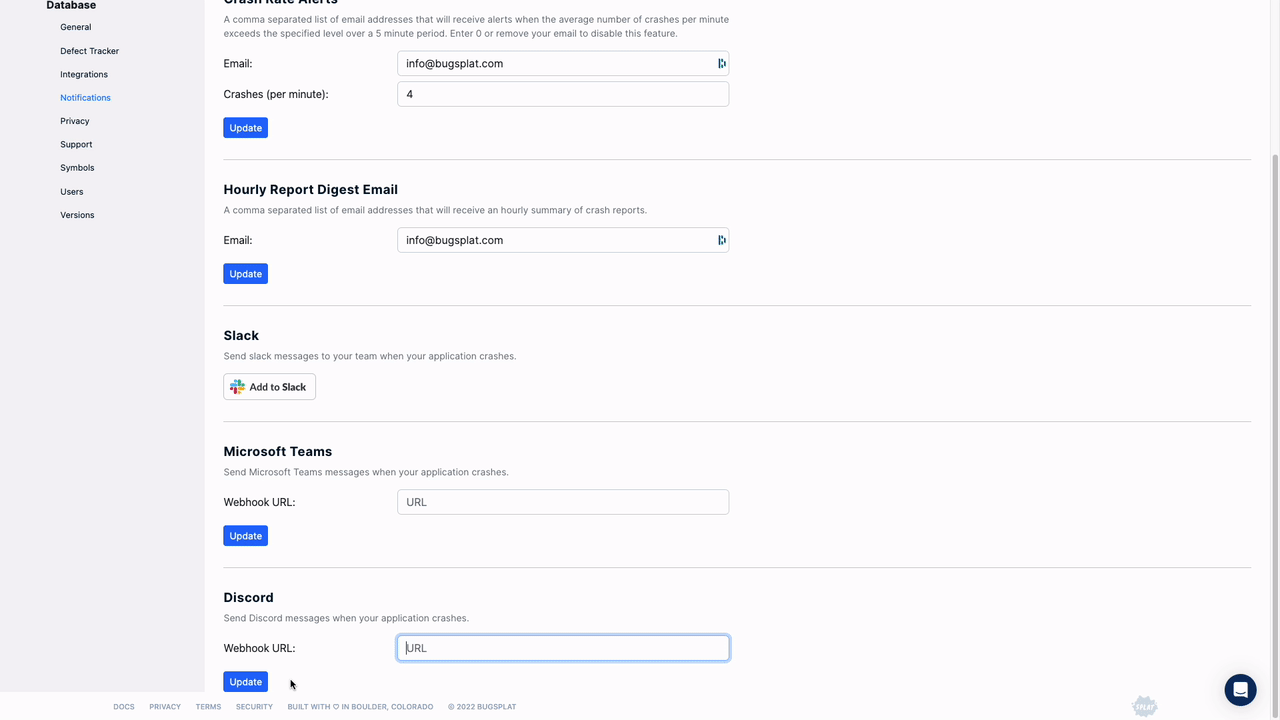 Database
General
Defect Tracker
Integrations
Notifications
Privacy
Support
Symbols
Users
Versions
Crash Rate Alerts
A comma separated list of email addresses that will receive alerts when the average number of crashes per minute
exceeds the specified level over a 5 minute period. Enter 0 or remove your email to disable this feature.
Email: info@bugsplat.com
Crashes (per minute): 4
Update
Hourly Report Digest Email
A comma separated list of email addresses that will receive an hourly summary of crash reports.
Email: info@bugsplat.com
Update
Slack
Send slack messages to your team when your application crashes.
Add to Slack
Microsoft Teams
Send Microsoft Teams messages when your application crashes.
Webhook URL: URL
Update
Discord
Send Discord messages when your application crashes.
Webhook URL: URL
Update
DOCS PRIVACY TERMS SECURITY BUILT WITH ♡ IN BOULDER, COLORADO © 2022 BUGSPLAT
SPLAT